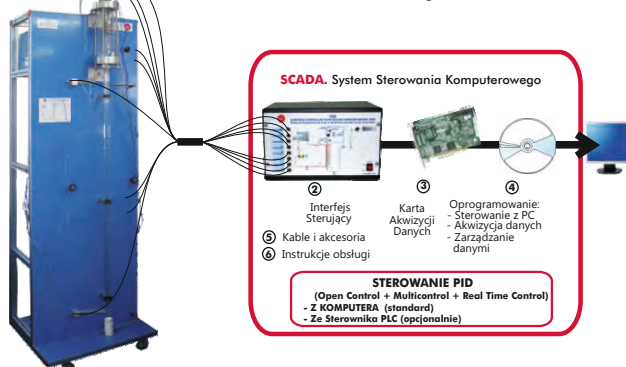 SCADA. System Sterowania Komputerowego
②
Interfejs
Sterujący
③
Karta
Akwizycji
Danych
④
Oprogramowanie:
- Sterowanie z PC
- Akwizycja danych
- Zarządzanie
danymi
⑤ Kable i akcesoria
⑥ Instrukcje obsługi
STEROWANIE PID
(Open Control + Multicontrol + Real Time Control)
- Z KOMPUTERA (standard)
- Ze Sterownika PLC (opcjonalnie)